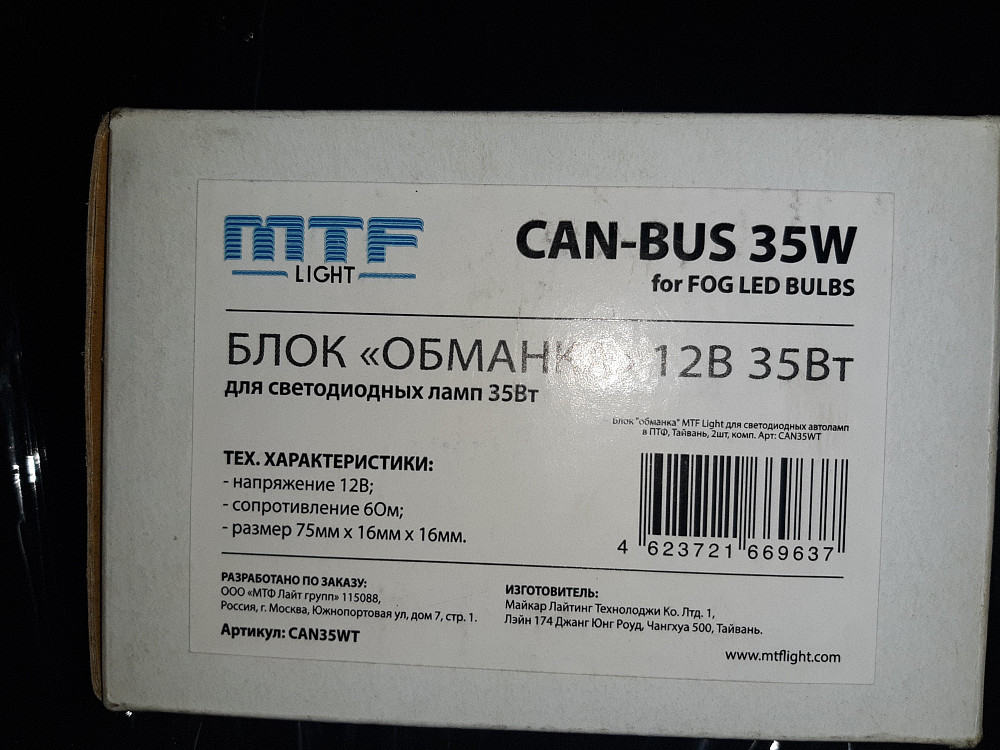 MTF
LIGHT
CAN-BUS 35W
for FOG LED BULBS
БЛОК «ОБМАНКА» 12В 35Вт
для светодиодных ламп 35Вт
Блок "обманка" MTF Light для светодиодных автоламп
в ПТФ, Тайвань, 2шт, комп. Арт: CAN35WT
ТЕХ. ХАРАКТЕРИСТИКИ:
- напряжение 12В;
- сопротивление 6Ом;
- размер 75мм х 16мм х 16мм.
4 623721 669637
РАЗРАБОТАНО ПО ЗАКАЗУ:
ООО «МТФ Лайт групп» 115088,
Россия, г. Москва, Южнопортовая ул, дом 7, стр. 1.
Артикул: CAN35WT
ИЗГОТОВИТЕЛЬ:
Майкар Лайтинг Технолоджи Ко. Лтд. 1,
Лэйн 174 Джанг Юнг Роуд, Чангхуа 500, Тайвань.
www.mtflight.com